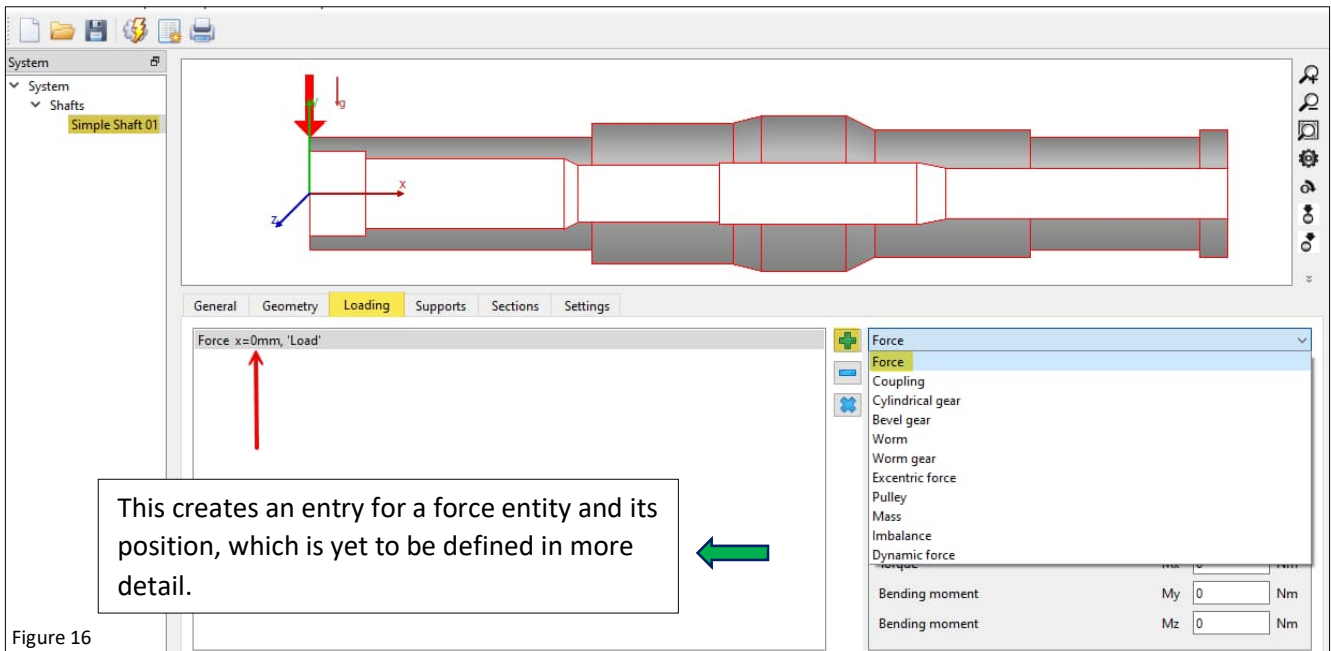 System
System
Shafts
Simple Shaft 01
y
g
x
z
General Geometry Loading Supports Sections Settings
Force x=0mm, 'Load'
Force
Force
Coupling
Cylindrical gear
Bevel gear
Worm
Worm gear
Excentric force
Pulley
Mass
Imbalance
Dynamic force
Torque Mx 0 Nm
Bending moment My 0 Nm
Bending moment Mz 0 Nm
This creates an entry for a force entity and its
position, which is yet to be defined in more
detail.
Figure 16